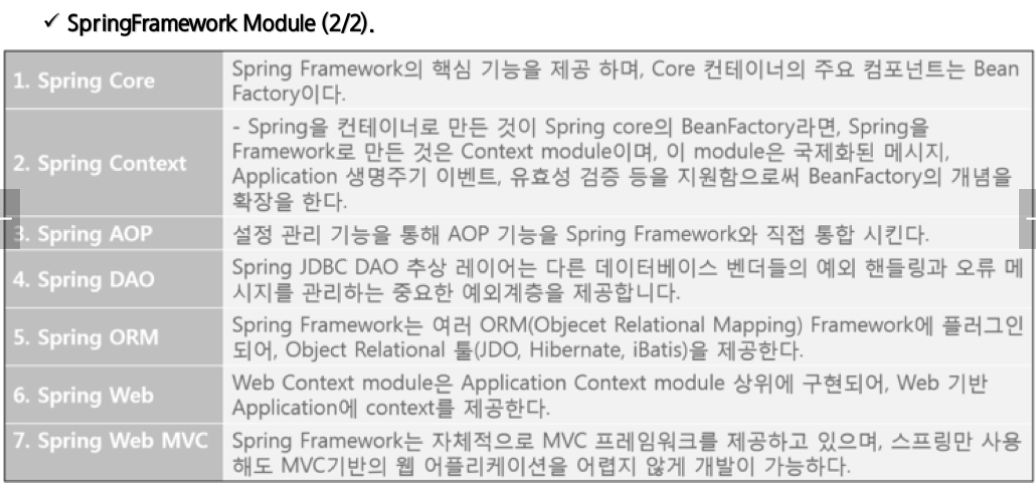 ✓ SpringFramework Module (2/2).
1. Spring Core
Spring Framework의 핵심 기능을 제공 하며, Core 컨테이너의 주요 컴포넌트는 Bean
Factory이다.
2. Spring Context
- Spring을 컨테이너로 만든 것이 Spring core의 BeanFactory라면, Spring을
Framework로 만든 것은 Context module이며, 이 module은 국제화된 메시지,
Application 생명주기 이벤트, 유효성 검증 등을 지원함으로써 BeanFactory의 개념을
확장을 한다.
3. Spring AOP
설정 관리 기능을 통해 AOP 기능을 Spring Framework와 직접 통합 시킨다.
4. Spring DAO
Spring JDBC DAO 추상 레이어는 다른 데이터베이스 벤더들의 예외 핸들링과 오류 메
시지를 관리하는 중요한 예외계층을 제공합니다.
5. Spring ORM
Spring Framework는 여러 ORM(Objecet Relational Mapping) Framework에 플러그인
되어, Object Relational 툴(JDO, Hibernate, iBatis)을 제공한다.
6. Spring Web
Web Context module은 Application Context module 상위에 구현되어, Web 기반
Application에 context를 제공한다.
7. Spring Web MVC
Spring Framework는 자체적으로 MVC 프레임워크를 제공하고 있으며, 스프링만 사용
해도 MVC기반의 웹 어플리케이션을 어렵지 않게 개발이 가능하다.